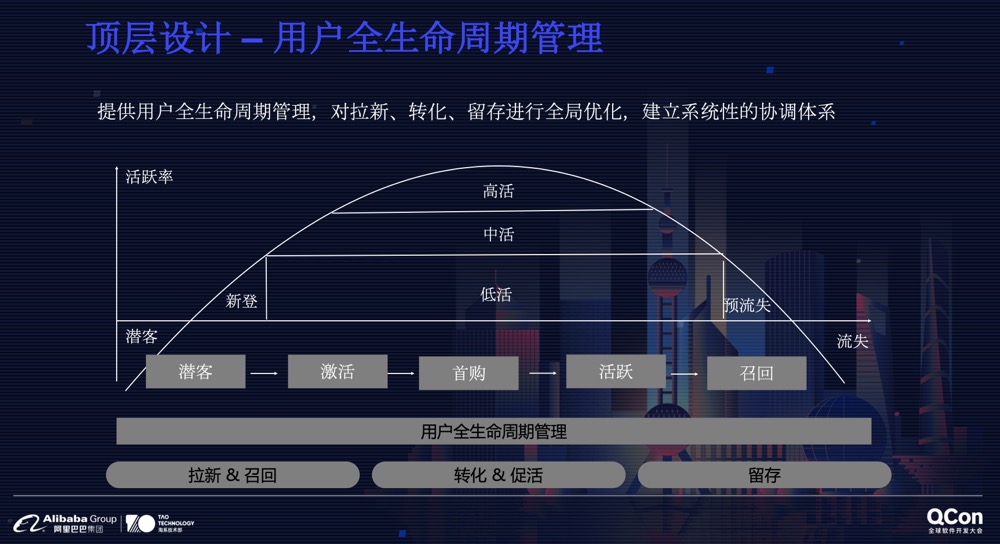 顶层设计 – 用户全生命周期管理
提供用户全生命周期管理，对拉新、转化、留存进行全局优化，建立系统性的协调体系
活跃率
高活
中活
新登
低活
预流失
潜客
流失
潜客
激活
首购
活跃
召回
用户全生命周期管理
拉新 & 召回
转化 & 促活
留存
Alibaba Group
阿里巴巴集团
TAO
TECHNOLOGY
淘系技术部
QCon
全球软件开发大会